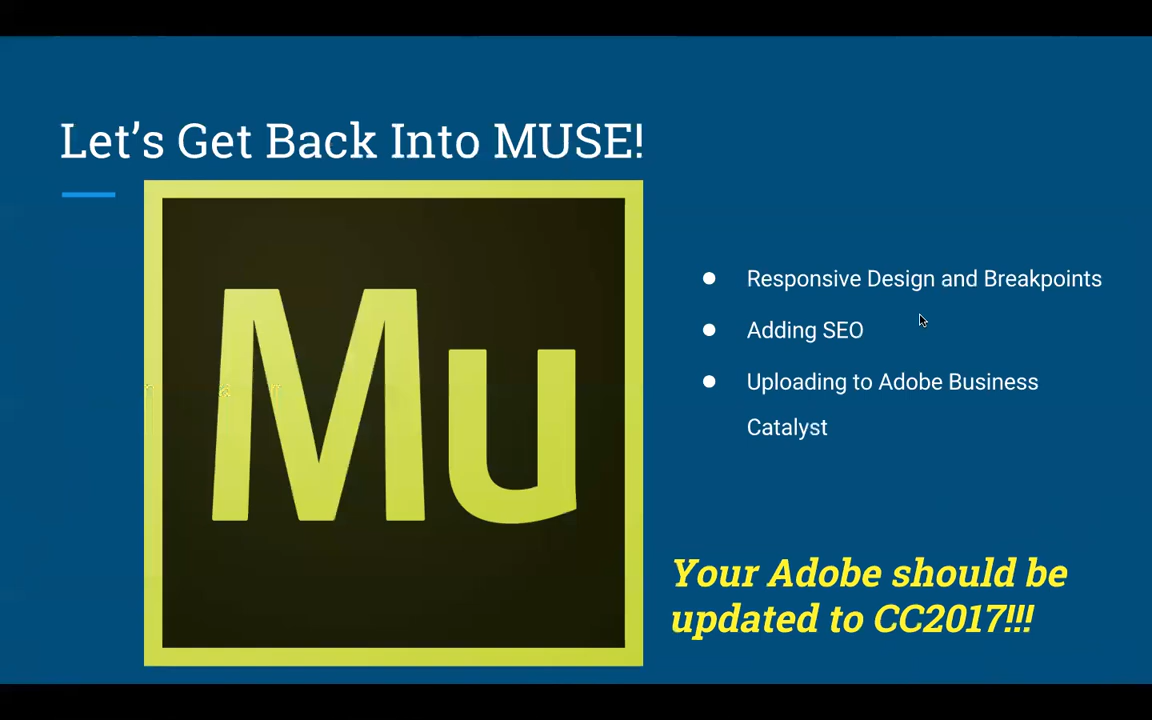 Let’s Get Back Into MUSE!
Mu
● Responsive Design and Breakpoints
● Adding SEO
● Uploading to Adobe Business
Catalyst
Your Adobe should be
updated to CC2017!!!